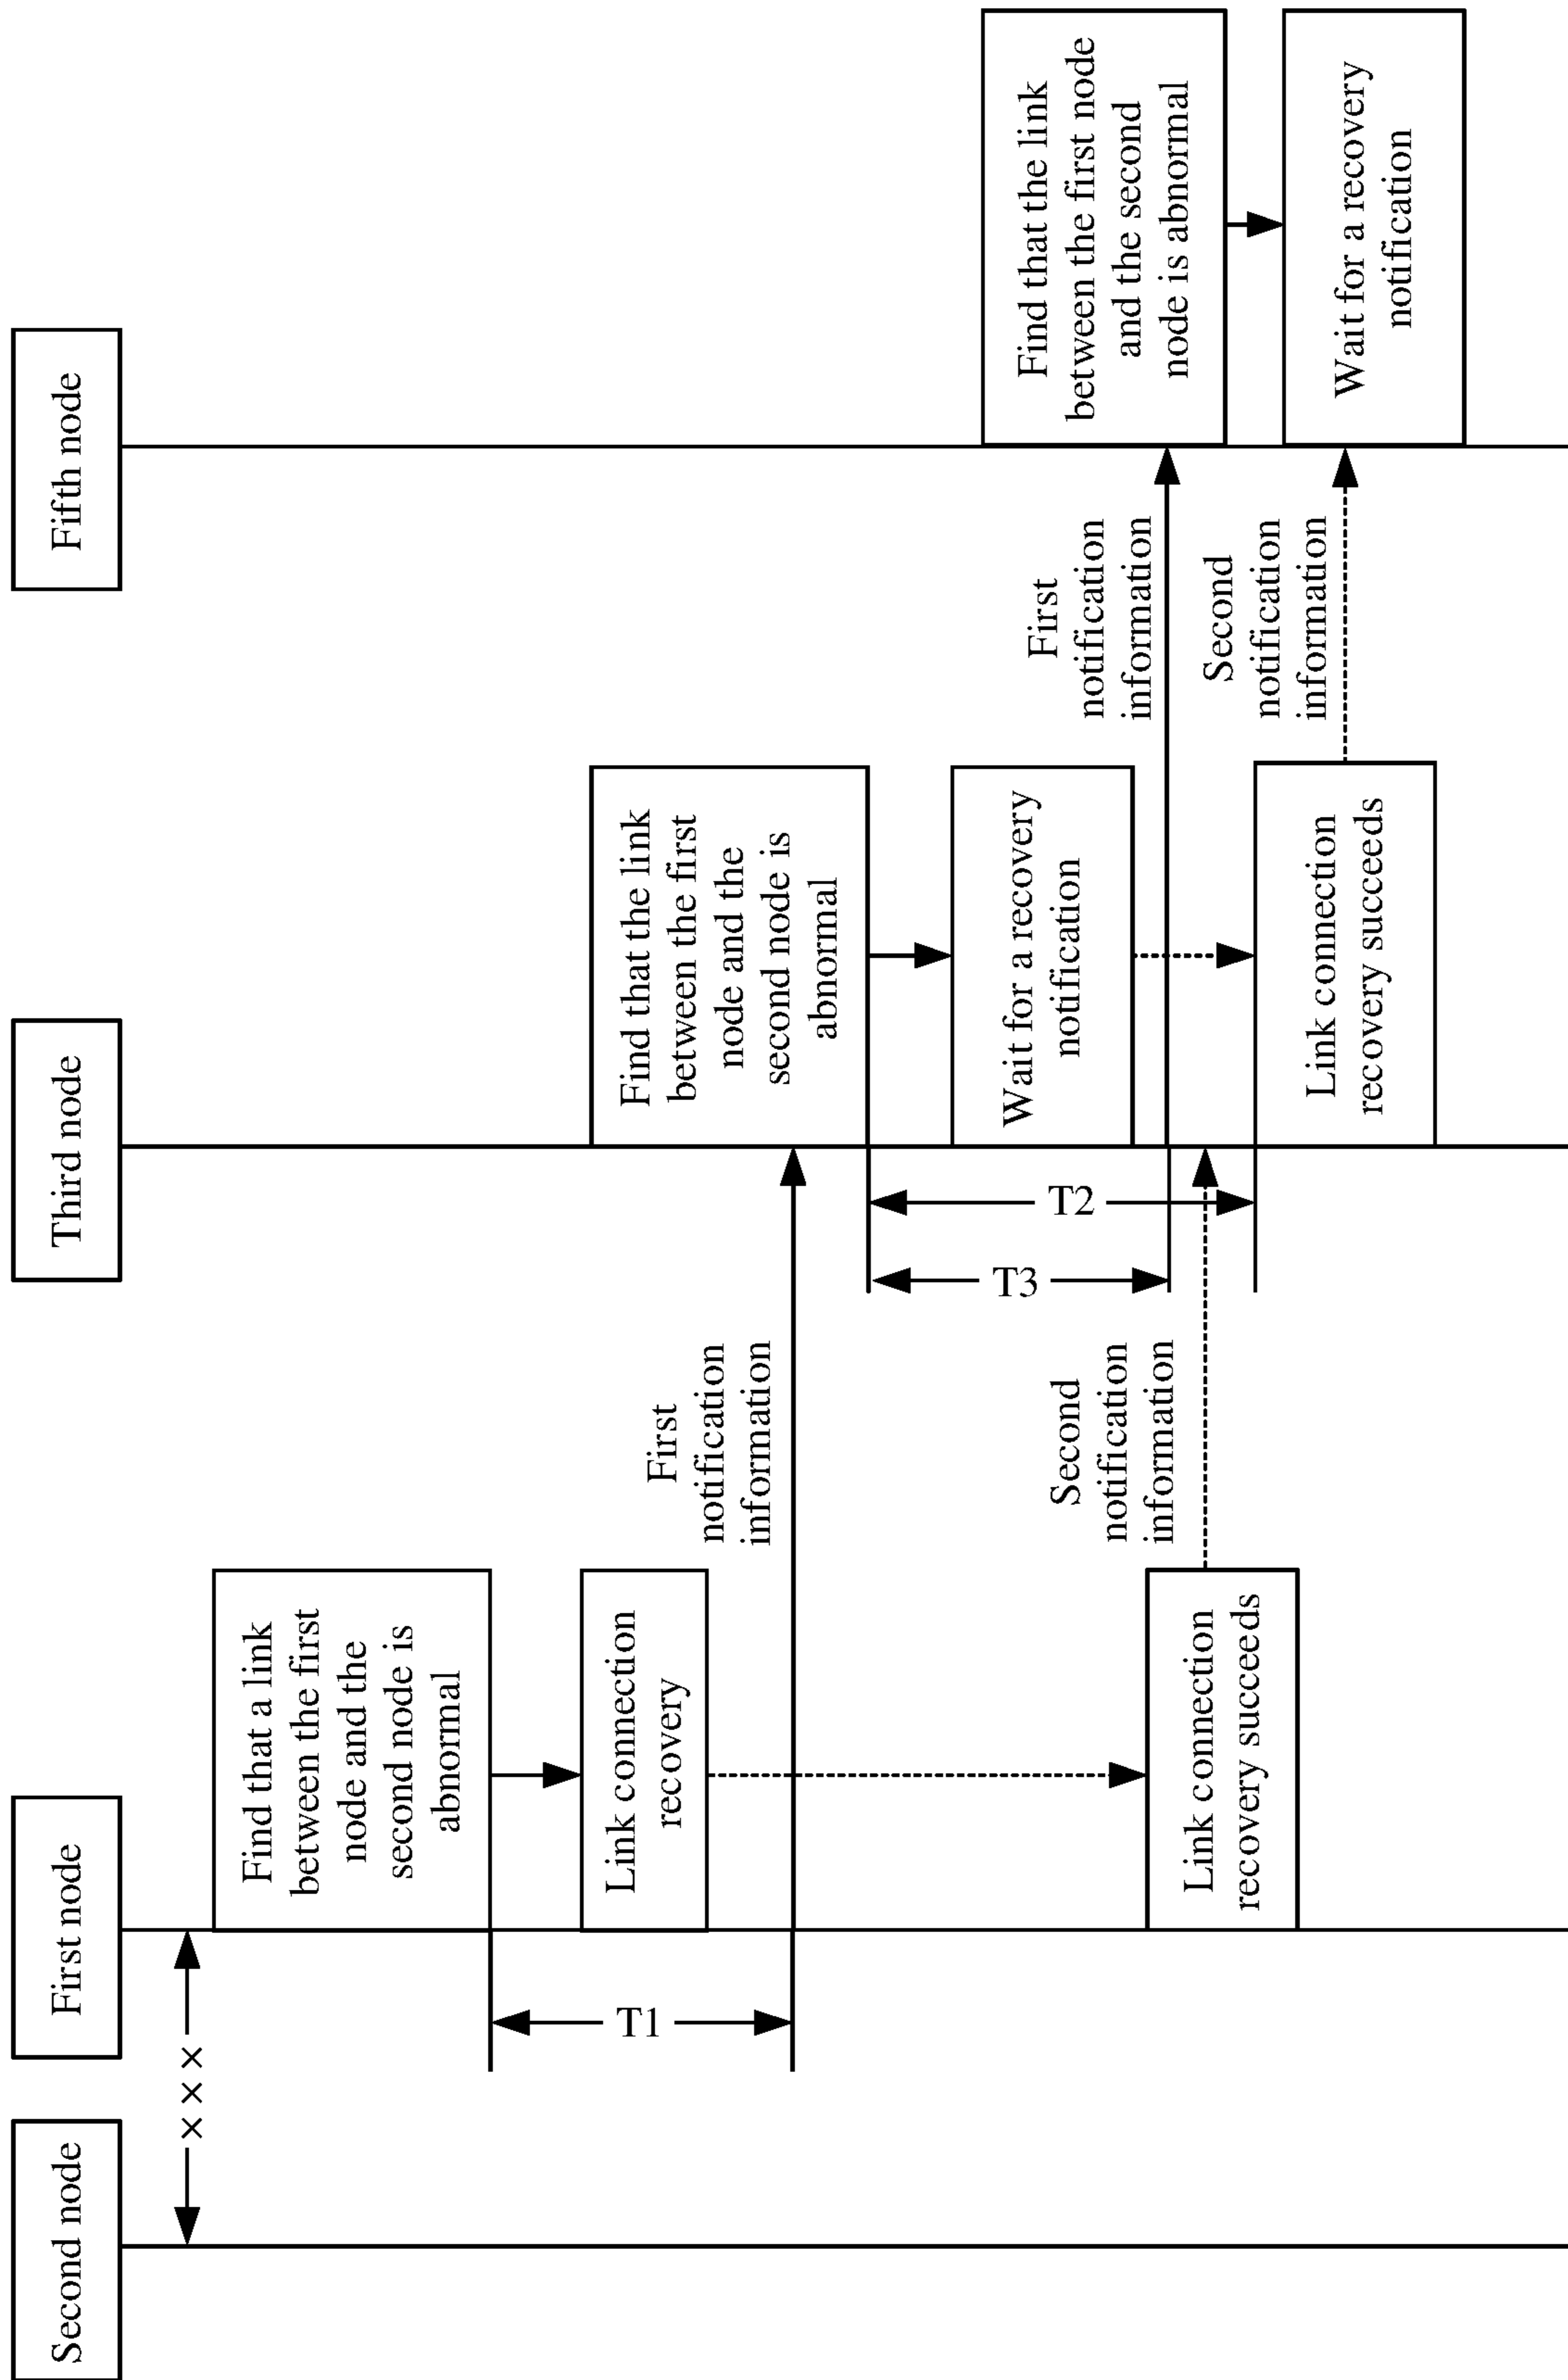 Second node
First node
Third node
Fifth node
×××
Find that a link
between the first
node and the
second node is
abnormal
T1
Link connection
recovery
First
notification
information
Find that the link
between the first
node and the
second node is
abnormal
T3
T2
Wait for a recovery
notification
First
notification
information
Find that the link
between the first node
and the second
node is abnormal
Link connection
recovery succeeds
Second
notification
information
Link connection
recovery succeeds
Second
notification
information
Wait for a recovery
notification